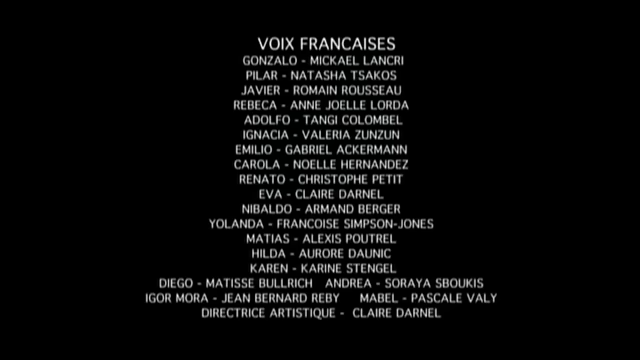 VOIX FRANCAISES
GONZALO - MICKAEL LANCRI
PILAR - NATASHA TSAKOS
JAVIER - ROMAIN ROUSSEAU
REBECA - ANNE JOELLE LORDA
ADOLFO - TANGI COLOMBEL
IGNACIA - VALERIA ZUNZUN
EMILIO - GABRIEL ACKERMANN
CAROLA - NOELLE HERNANDEZ
RENATO - CHRISTOPHE PETIT
EVA - CLAIRE DARNEL
NIBALDO - ARMAND BERGER
YOLANDA - FRANCOISE SIMPSON-JONES
MATIAS - ALEXIS POUTREL
HILDA - AURORE DAUNIC
KAREN - KARINE STENGEL
DIEGO - MATISSE BULLRICH ANDREA - SORAYA SBOUKIS
IGOR MORA - JEAN BERNARD REBY MABEL - PASCALE VALY
DIRECTRICE ARTISTIQUE - CLAIRE DARNEL